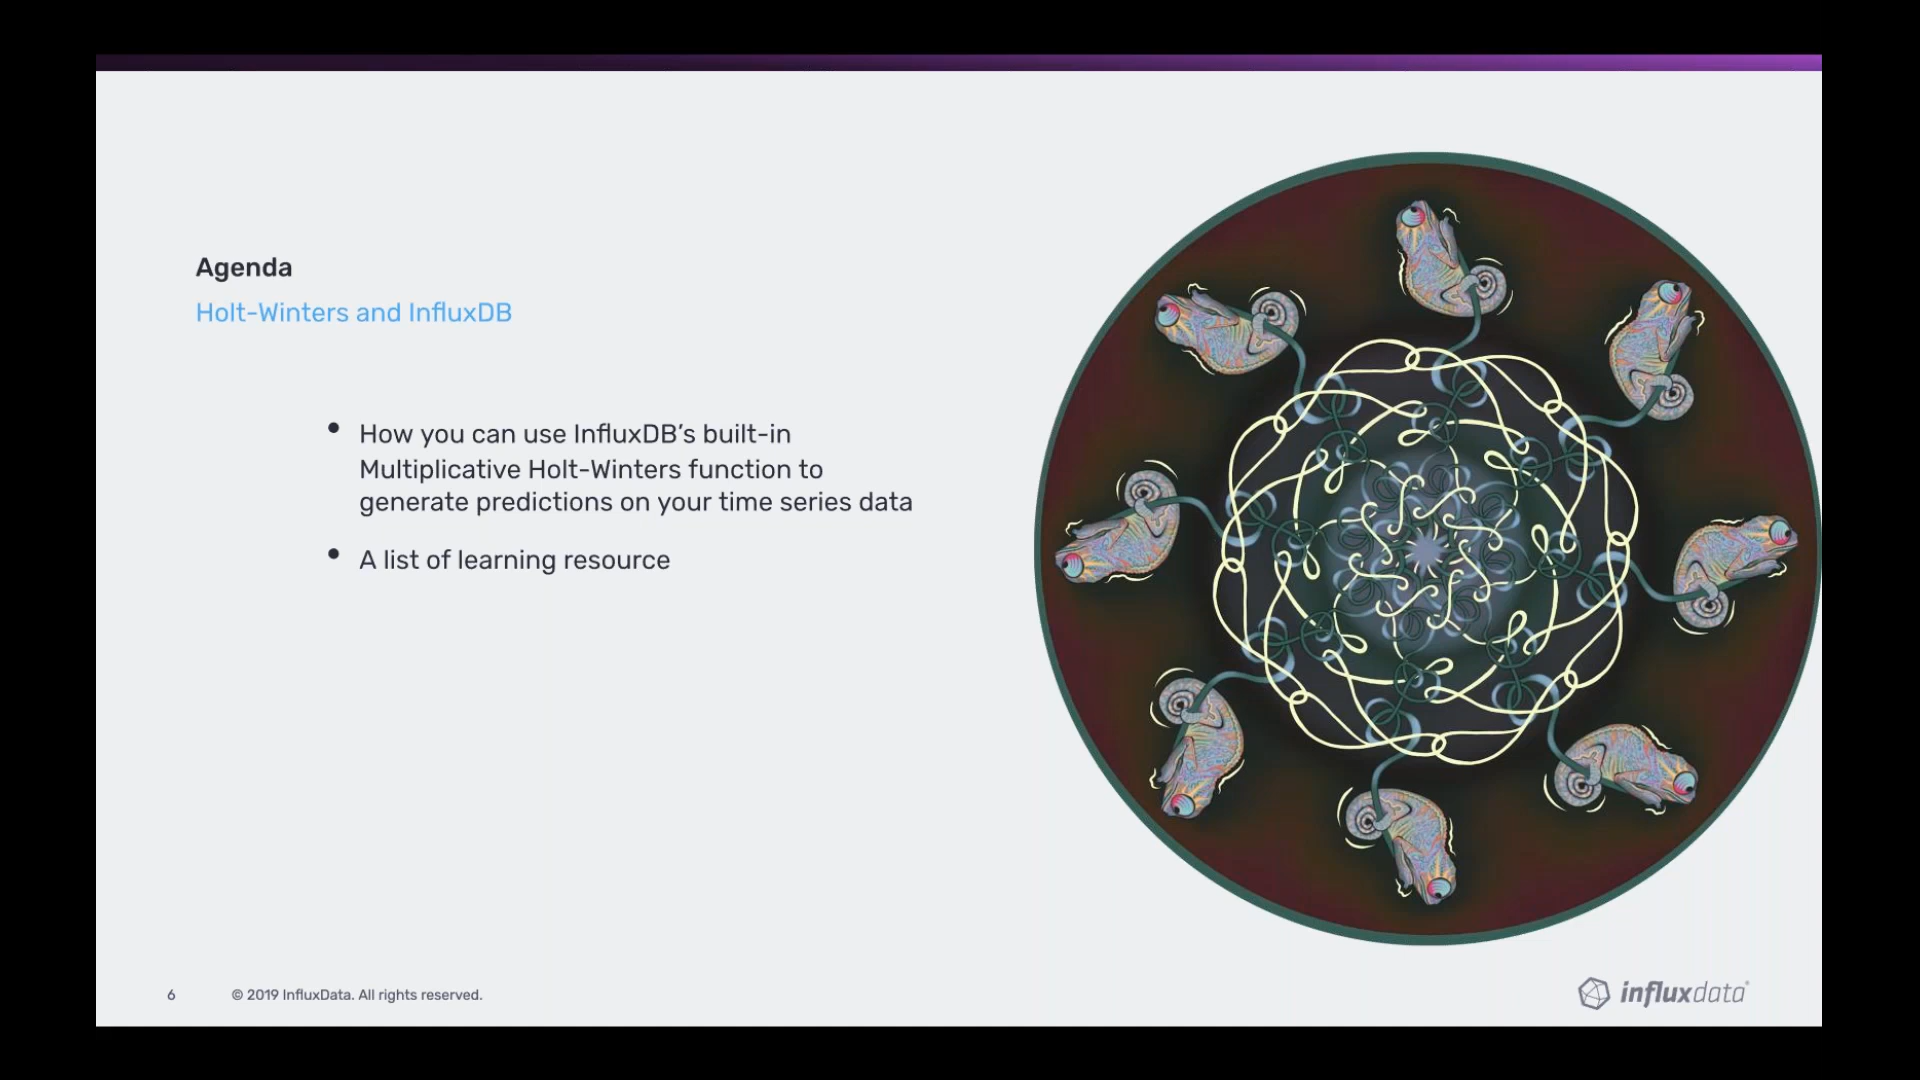 Agenda
Holt-Winters and InfluxDB
• How you can use InfluxDB’s built-in
Multiplicative Holt-Winters function to
generate predictions on your time series data
• A list of learning resource
6
© 2019 InfluxData. All rights reserved.
influxdata®